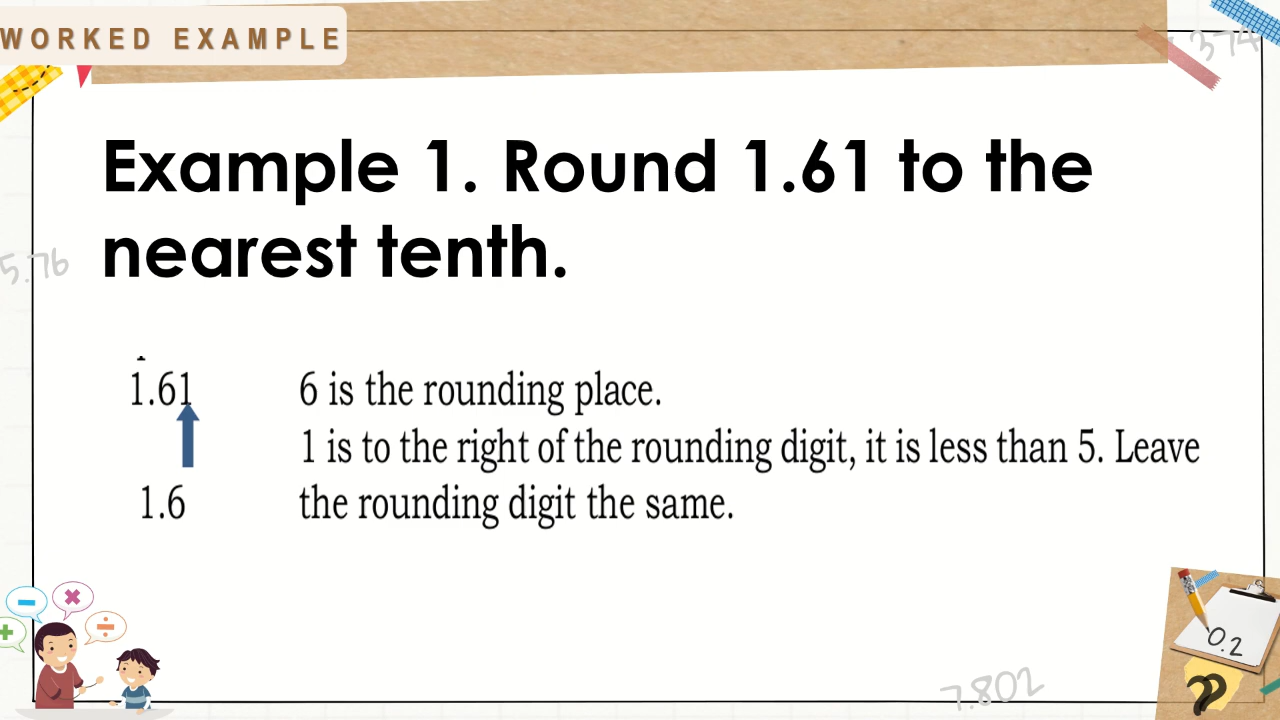 WORKED EXAMPLE
.374
Example 1. Round 1.61 to the
nearest tenth.
5.76
1.61 6 is the rounding place.
1 is to the right of the rounding digit, it is less than 5. Leave
1.6 the rounding digit the same.
0.2
7.802